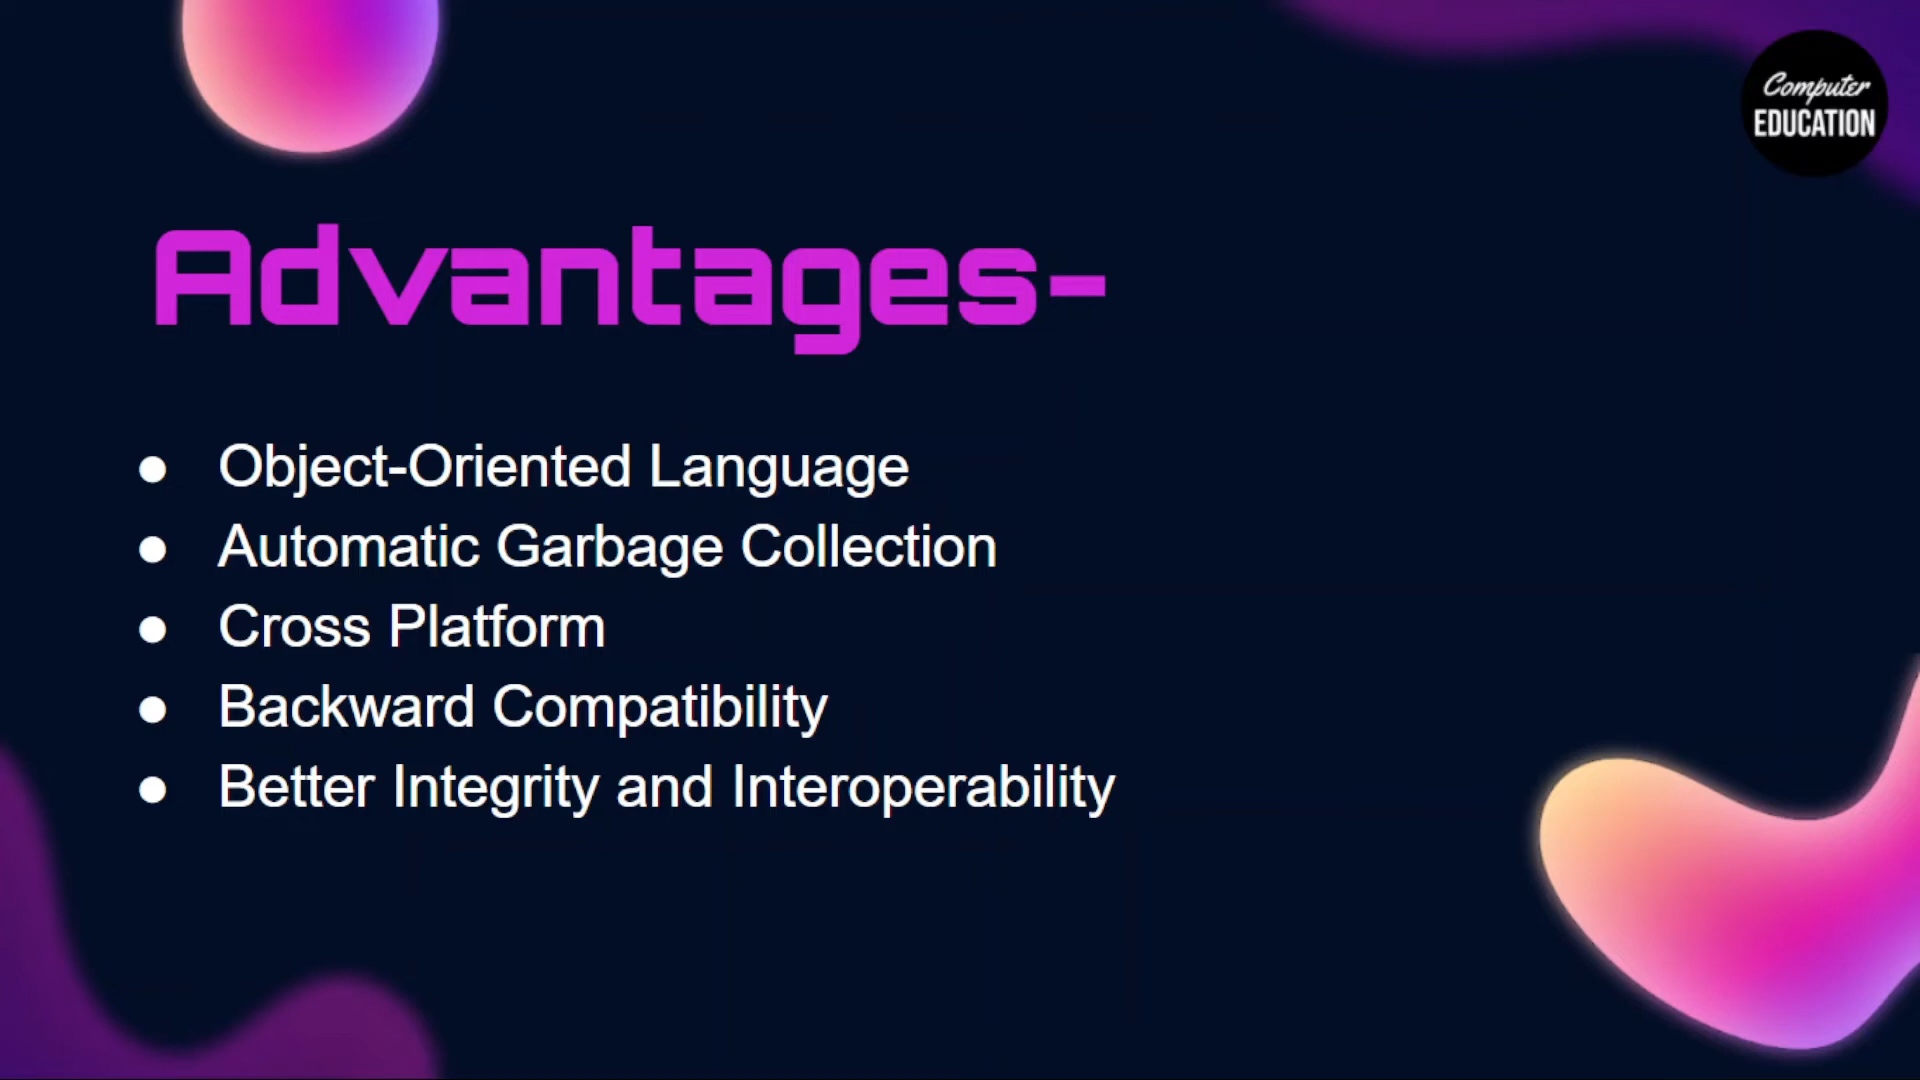 Computer
EDUCATION
Advantages-
● Object-Oriented Language
● Automatic Garbage Collection
● Cross Platform
● Backward Compatibility
● Better Integrity and Interoperability